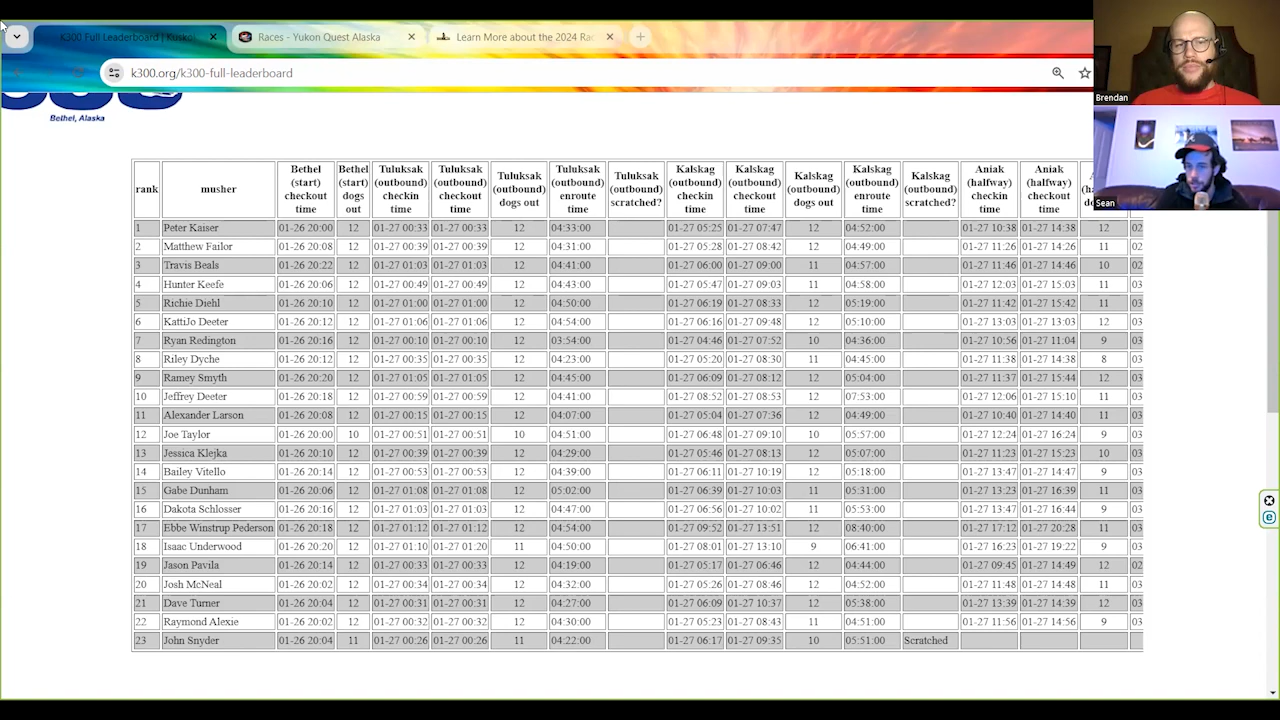 K300 Full Leaderboard | Kusko
Races - Yukon Quest Alaska
Learn More about the 2024 Rac
k300.org/k300-full-leaderboard
Brendan
Sean
Bethel, Alaska
rank musher Bethel (start) checkout time Bethel (start) dogs out Tuluksak (outbound) checkin time Tuluksak (outbound) checkout time Tuluksak (outbound) dogs out Tuluksak (outbound) enroute time Tuluksak (outbound) scratched? Kalskag (outbound) checkin time Kalskag (outbound) checkout time Kalskag (outbound) dogs out Kalskag (outbound) enroute time Kalskag (outbound) scratched? Aniak (halfway) checkin time Aniak (halfway) checkout time
1 Peter Kaiser 01-26 20:00 12 01-27 00:33 12 04:33:00 01-27 05:25 01-27 07:47 12 04:52:00 01-27 10:38 01-27 14:38 12 02
2 Matthew Failor 01-26 20:08 12 01-27 00:39 01-27 00:39 12 04:31:00 01-27 05:28 01-27 08:42 12 04:49:00 01-27 11:26 01-27 14:26 11 02
3 Travis Beals 01-26 20:22 12 01-27 01:03 01-27 01:03 12 04:41:00 01-27 06:00 01-27 09:00 11 04:57:00 01-27 11:46 01-27 14:46 10 02
4 Hunter Keefe 01-26 20:06 12 01-27 00:49 01-27 00:49 12 04:43:00 01-27 05:47 01-27 09:03 11 04:58:00 01-27 12:03 01-27 15:03 11 03
5 Richie Diehl 01-26 20:10 12 01-27 01:00 01-27 01:00 12 04:50:00 01-27 06:19 01-27 08:33 12 05:19:00 01-27 11:42 01-27 15:42 11 03
6 KattiJo Deeter 01-26 20:12 12 01-27 01:06 01-27 01:06 12 04:54:00 01-27 06:16 01-27 09:48 12 05:10:00 01-27 13:03 01-27 13:03 12 03
7 Ryan Redington 01-26 20:16 12 01-27 00:10 01-27 00:10 12 03:54:00 01-27 04:46 01-27 07:52 10 04:36:00 01-27 10:56 01-27 11:04 9 03
8 Riley Dyche 01-26 20:12 12 01-27 00:35 01-27 00:35 12 04:23:00 01-27 05:20 01-27 08:30 11 04:45:00 01-27 11:38 01-27 14:38 8 03
9 Ramey Smyth 01-26 20:20 12 01-27 01:05 01-27 01:05 12 04:45:00 01-27 06:09 01-27 08:12 12 05:04:00 01-27 11:37 01-27 15:44 12 03
10 Jeffrey Deeter 01-26 20:18 12 01-27 00:59 01-27 00:59 12 04:41:00 01-27 08:52 01-27 08:53 12 07:53:00 01-27 12:06 01-27 15:10 11 03
11 Alexander Larson 01-26 20:08 12 01-27 00:15 01-27 00:15 12 04:07:00 01-27 05:04 01-27 07:36 12 04:49:00 01-27 10:40 01-27 14:40 11 03
12 Joe Taylor 01-26 20:00 10 01-27 00:51 01-27 00:51 10 04:51:00 01-27 06:48 01-27 09:10 10 05:57:00 01-27 12:24 01-27 16:24 9 03
13 Jessica Klejka 01-26 20:10 12 01-27 00:39 01-27 00:39 12 04:29:00 01-27 05:46 01-27 08:13 12 05:07:00 01-27 11:23 01-27 15:23 10 03
14 Bailey Vitello 01-26 20:14 12 01-27 00:53 01-27 00:53 12 04:39:00 01-27 06:11 01-27 10:19 12 05:18:00 01-27 13:47 01-27 14:47 9 03
15 Gabe Dunham 01-26 20:06 12 01-27 01:08 01-27 01:08 12 05:02:00 01-27 06:39 01-27 10:03 11 05:31:00 01-27 13:23 01-27 16:39 11 03
16 Dakota Schlosser 01-26 20:16 12 01-27 01:03 01-27 01:03 12 04:47:00 01-27 06:56 01-27 10:02 11 05:53:00 01-27 13:47 01-27 16:44 9 03
17 Ebbe Winstrup Pederson 01-26 20:18 12 01-27 01:12 01-27 01:12 12 04:54:00 01-27 09:52 01-27 13:51 12 08:40:00 01-27 17:12 01-27 20:28 11 03
18 Isaac Underwood 01-26 20:20 12 01-27 01:10 01-27 01:20 11 04:50:00 01-27 08:01 01-27 13:10 9 06:41:00 01-27 16:23 01-27 19:22 9 03
19 Jason Pavila 01-26 20:14 12 01-27 00:33 01-27 00:33 12 04:19:00 01-27 05:17 01-27 06:46 12 04:44:00 01-27 09:45 01-27 14:49 12 02
20 Josh McNeal 01-26 20:02 12 01-27 00:34 01-27 00:34 12 04:32:00 01-27 05:26 01-27 08:46 12 04:52:00 01-27 11:48 01-27 14:48 11 03
21 Dave Turner 01-26 20:04 12 01-27 00:31 01-27 00:31 12 04:27:00 01-27 06:09 01-27 10:37 12 05:38:00 01-27 13:39 01-27 14:39 12 03
22 Raymond Alexie 01-26 20:02 12 01-27 00:32 01-27 00:32 12 04:30:00 01-27 05:23 01-27 08:43 11 04:51:00 01-27 11:56 01-27 14:56 9 03
23 John Snyder 01-26 20:04 11 01-27 00:26 01-27 00:26 11 04:22:00 01-27 06:17 01-27 09:35 10 05:51:00 Scratched